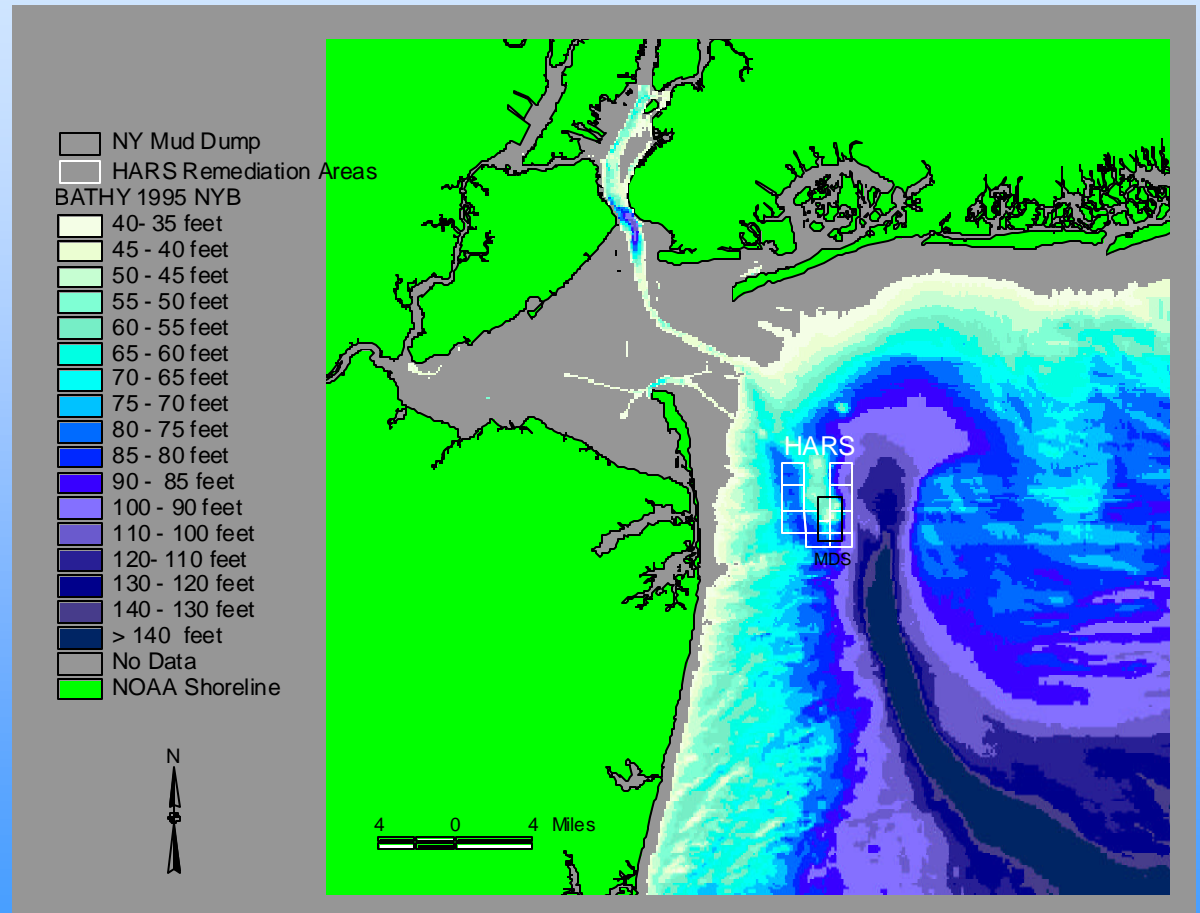 NY Mud Dump
HARS Remediation Areas
BATHY 1995 NYB
40- 35 feet
45 - 40 feet
50 - 45 feet
55 - 50 feet
60 - 55 feet
65 - 60 feet
70 - 65 feet
75 - 70 feet
80 - 75 feet
85 - 80 feet
90 - 85 feet
100 - 90 feet
110 - 100 feet
120- 110 feet
130 - 120 feet
140 - 130 feet
> 140 feet
No Data
NOAA Shoreline
N
4 0 4 Miles
HARS
MDS